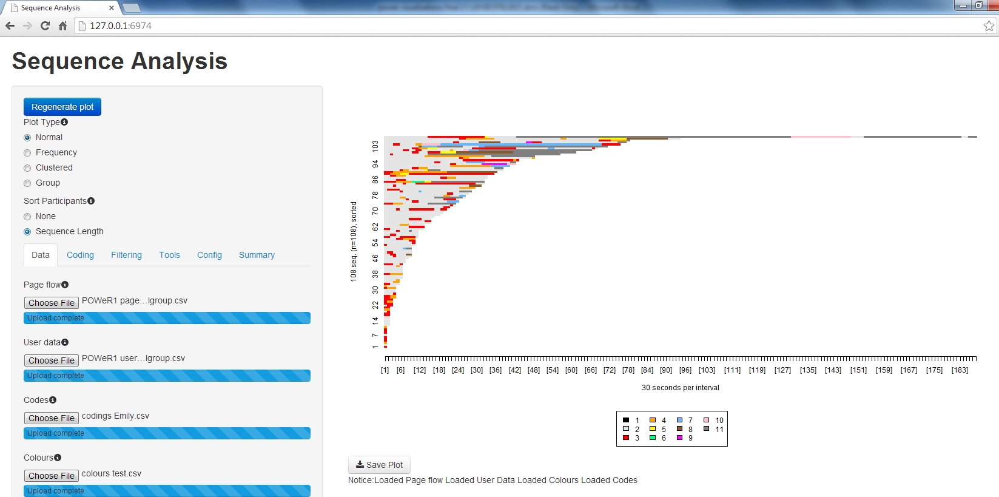 Sequence Analysis
127.0.0.1:6974
Sequence Analysis
Regenerate plot
Plot Type
Normal
Frequency
Clustered
Group
Sort Participants
None
Sequence Length
Data Coding Filtering Tools Config Summary
Page flow
Choose File POWeR1 page...lgroup.csv
Upload complete
User data
Choose File POWeR1 user...lgroup.csv
Upload complete
Codes
Choose File codings Emily.csv
Upload complete
Colours
Choose File colours test.csv
Upload complete
108 seq. (n=108), sorted
103
94
86
78
70
62
54
46
38
30
22
14
7
1
[1] [6] [12] [18] [24] [30] [36] [42] [48] [54] [60] [66] [72] [78] [84] [90] [96] [103] [111] [119] [127] [135] [143] [151] [159] [167] [175] [183]
30 seconds per interval
1 4 7 10
2 5 8 11
3 6 9
Save Plot
Notice:Loaded Page flow Loaded User Data Loaded Colours Loaded Codes